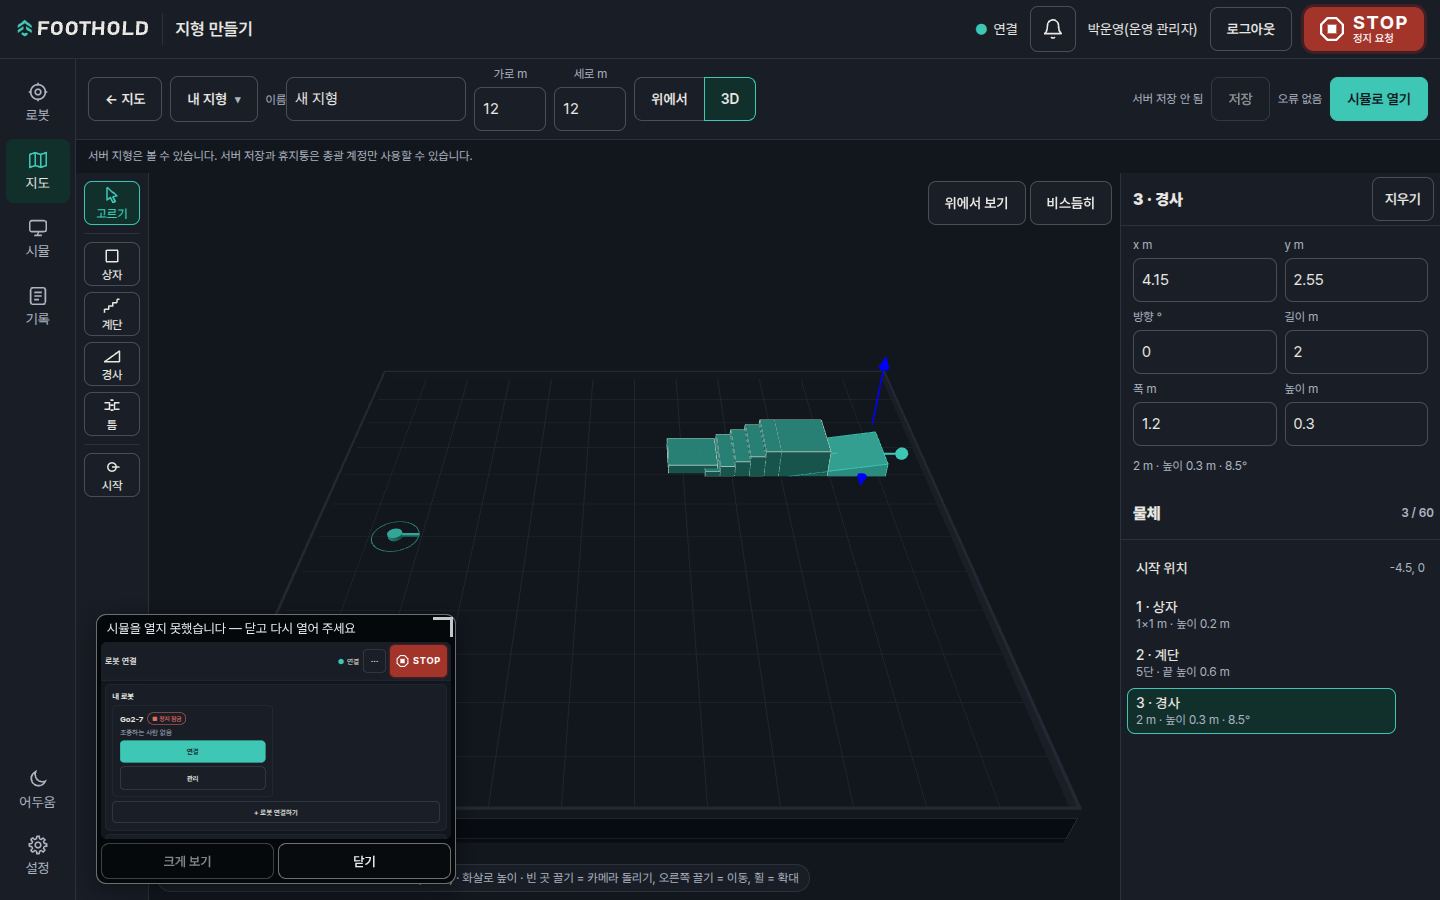 FOOTHOLD
지형 만들기
연결
박운영(운영 관리자)
로그아웃
STOP
정지 요청
로봇
지도
시뮬
기록
어두움
설정
← 지도
내 지형 ▾
이름
새 지형
가로 m
12
세로 m
12
위에서
3D
서버 저장 안 됨
저장
오류 없음
시뮬로 열기
서버 지형은 볼 수 있습니다. 서버 저장과 휴지통은 총괄 계정만 사용할 수 있습니다.
고르기
상자
계단
경사
틈
시작
위에서 보기
비스듬히
3 · 경사
지우기
x m
y m
4.15
2.55
방향 °
길이 m
0
2
폭 m
높이 m
1.2
0.3
2 m · 높이 0.3 m · 8.5°
물체
3 / 60
시작 위치
-4.5, 0
1 · 상자
1×1 m · 높이 0.2 m
2 · 계단
5단 · 끝 높이 0.6 m
3 · 경사
2 m · 높이 0.3 m · 8.5°
시뮬을 열지 못했습니다 — 닫고 다시 열어 주세요
로봇 연결
연결
...
STOP
내 로봇
Go2-7
정지 잠금
조종하는 사람 없음
연결
관리
+ 로봇 연결하기
크게 보기
닫기
· 화살로 높이 · 빈 곳 끌기 = 카메라 돌리기, 오른쪽 끌기 = 이동, 휠 = 확대